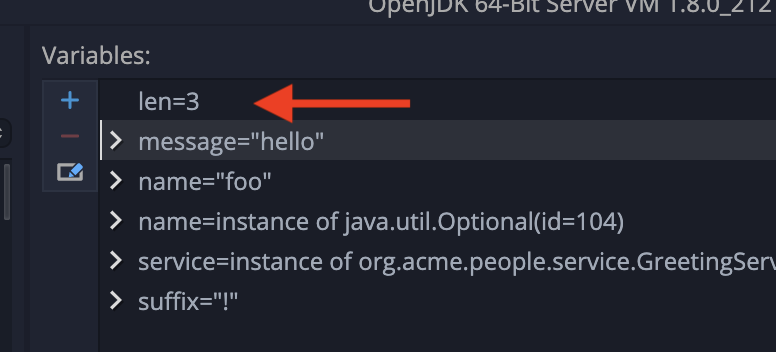 OpenJDK 64-Bit Server VM 1.8.0_212
Variables:
len=3
message="hello"
name="foo"
name=instance of java.util.Optional(id=104)
service=instance of org.acme.people.service.GreetingServ
suffix="!"